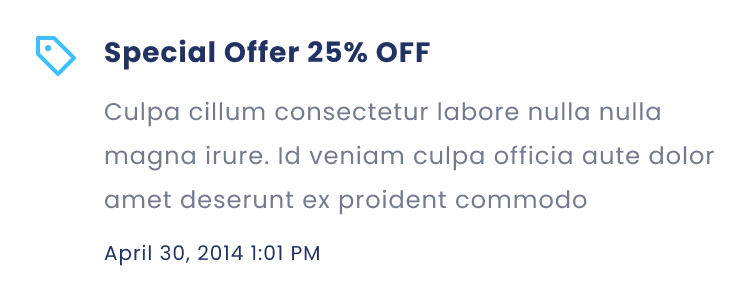 Special Offer 25% OFF
Culpa cillum consectetur labore nulla nulla
magna irure. Id veniam culpa officia aute dolor
amet deserunt ex proident commodo
April 30, 2014 1:01 PM